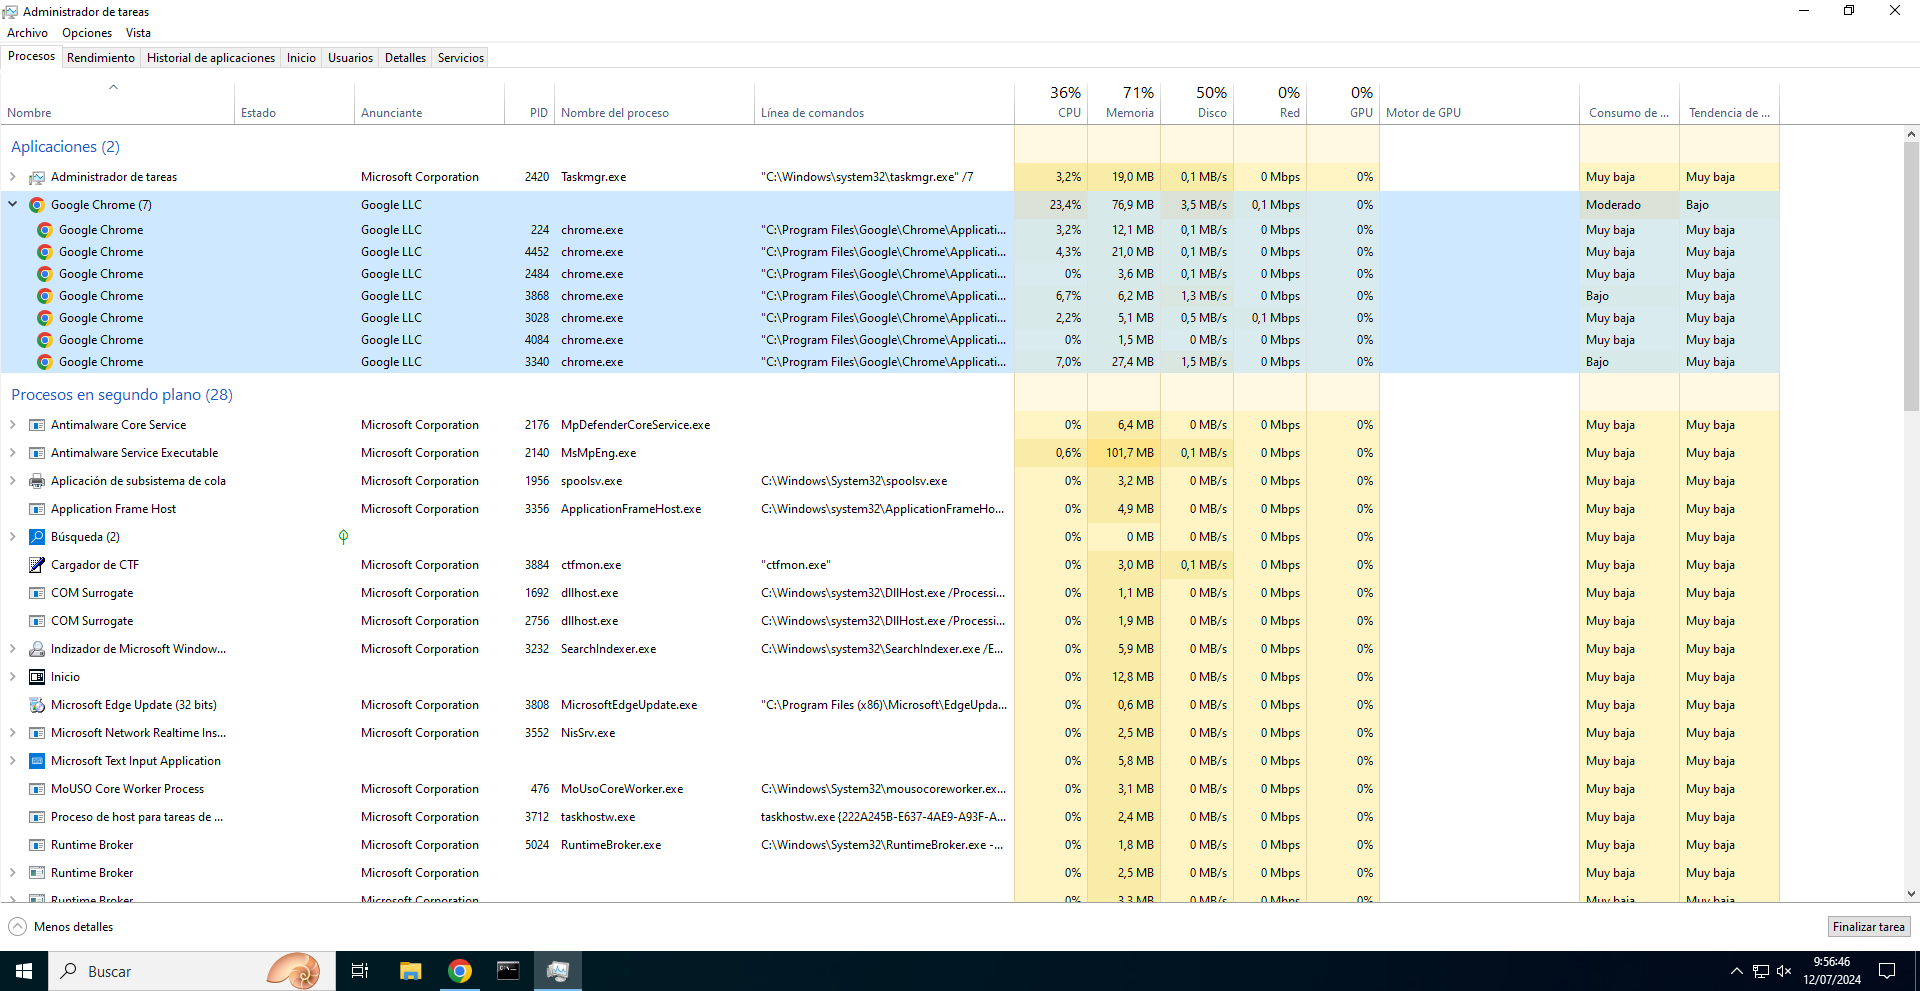 Administrador de tareas
Archivo Opciones Vista
Procesos Rendimiento Historial de aplicaciones Inicio Usuarios Detalles Servicios
36% 71% 50% 0% 0%
Nombre Estado Anunciante PID Nombre del proceso Línea de comandos CPU Memoria Disco Red GPU Motor de GPU Consumo de ... Tendencia de ...
Aplicaciones (2)
Administrador de tareas Microsoft Corporation 2420 Taskmgr.exe "C:\Windows\system32\taskmgr.exe" /7 3,2% 19,0 MB 0,1 MB/s 0 Mbps 0% Muy baja Muy baja
Google Chrome (7) Google LLC 23,4% 76,9 MB 3,5 MB/s 0,1 Mbps 0% Moderado Bajo
Google Chrome Google LLC 224 chrome.exe "C:\Program Files\Google\Chrome\Applicati... 3,2% 12,1 MB 0,1 MB/s 0 Mbps 0% Muy baja Muy baja
Google Chrome Google LLC 4452 chrome.exe "C:\Program Files\Google\Chrome\Applicati... 4,3% 21,0 MB 0,1 MB/s 0 Mbps 0% Muy baja Muy baja
Google Chrome Google LLC 2484 chrome.exe "C:\Program Files\Google\Chrome\Applicati... 0% 3,6 MB 0,1 MB/s 0 Mbps 0% Muy baja Muy baja
Google Chrome Google LLC 3868 chrome.exe "C:\Program Files\Google\Chrome\Applicati... 6,7% 6,2 MB 1,3 MB/s 0 Mbps 0% Bajo Muy baja
Google Chrome Google LLC 3028 chrome.exe "C:\Program Files\Google\Chrome\Applicati... 2,2% 5,1 MB 0,5 MB/s 0,1 Mbps 0% Muy baja Muy baja
Google Chrome Google LLC 4084 chrome.exe "C:\Program Files\Google\Chrome\Applicati... 0% 1,5 MB 0 MB/s 0 Mbps 0% Muy baja Muy baja
Google Chrome Google LLC 3340 chrome.exe "C:\Program Files\Google\Chrome\Applicati... 7,0% 27,4 MB 1,5 MB/s 0 Mbps 0% Bajo Muy baja
Procesos en segundo plano (28)
Antimalware Core Service Microsoft Corporation 2176 MpDefenderCoreService.exe 0% 6,4 MB 0 MB/s 0 Mbps 0% Muy baja Muy baja
Antimalware Service Executable Microsoft Corporation 2140 MsMpEng.exe 0,6% 101,7 MB 0,1 MB/s 0 Mbps 0% Muy baja Muy baja
Aplicación de subsistema de cola Microsoft Corporation 1956 spoolsv.exe C:\Windows\System32\spoolsv.exe 0% 3,2 MB 0 MB/s 0 Mbps 0% Muy baja Muy baja
Application Frame Host Microsoft Corporation 3356 ApplicationFrameHost.exe C:\Windows\system32\ApplicationFrameHo... 0% 4,9 MB 0 MB/s 0 Mbps 0% Muy baja Muy baja
Búsqueda (2) 0% 0 MB 0 MB/s 0 Mbps 0% Muy baja Muy baja
Cargador de CTF Microsoft Corporation 3884 ctfmon.exe "ctfmon.exe" 0% 3,0 MB 0,1 MB/s 0 Mbps 0% Muy baja Muy baja
COM Surrogate Microsoft Corporation 1692 dllhost.exe C:\Windows\system32\DllHost.exe /Processi... 0% 1,1 MB 0 MB/s 0 Mbps 0% Muy baja Muy baja
COM Surrogate Microsoft Corporation 2756 dllhost.exe C:\Windows\system32\DllHost.exe /Processi... 0% 1,9 MB 0 MB/s 0 Mbps 0% Muy baja Muy baja
Indizador de Microsoft Window... Microsoft Corporation 3232 SearchIndexer.exe C:\Windows\system32\SearchIndexer.exe /E... 0% 5,9 MB 0 MB/s 0 Mbps 0% Muy baja Muy baja
Inicio 0% 12,8 MB 0 MB/s 0 Mbps 0% Muy baja Muy baja
Microsoft Edge Update (32 bits) Microsoft Corporation 3808 MicrosoftEdgeUpdate.exe "C:\Program Files (x86)\Microsoft\EdgeUpda... 0% 0,6 MB 0 MB/s 0 Mbps 0% Muy baja Muy baja
Microsoft Network Realtime Ins... Microsoft Corporation 3552 NisSrv.exe 0% 2,5 MB 0 MB/s 0 Mbps 0% Muy baja Muy baja
Microsoft Text Input Application 0% 5,8 MB 0 MB/s 0 Mbps 0% Muy baja Muy baja
MoUSO Core Worker Process Microsoft Corporation 476 MoUsoCoreWorker.exe C:\Windows\System32\mousocoreworker.ex... 0% 3,1 MB 0 MB/s 0 Mbps 0% Muy baja Muy baja
Proceso de host para tareas de ... Microsoft Corporation 3712 taskhostw.exe taskhostw.exe {222A245B-E637-4AE9-A93F-A... 0% 2,4 MB 0 MB/s 0 Mbps 0% Muy baja Muy baja
Runtime Broker Microsoft Corporation 5024 RuntimeBroker.exe C:\Windows\System32\RuntimeBroker.exe -... 0% 1,8 MB 0 MB/s 0 Mbps 0% Muy baja Muy baja
Runtime Broker Microsoft Corporation 0% 2,5 MB 0 MB/s 0 Mbps 0% Muy baja Muy baja
Runtime Broker Microsoft Corporation 0% 3,3 MB 0 MB/s 0 Mbps 0% Muy baja Muy baja
Menos detalles Finalizar tarea
Buscar
9:56:46
12/07/2024